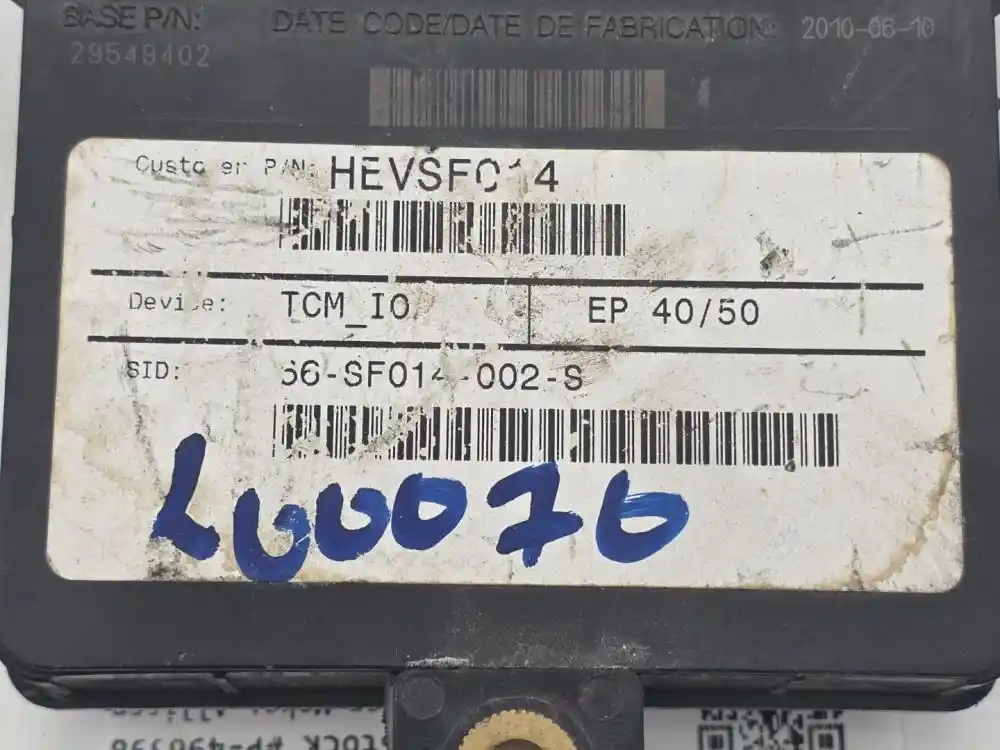 BASE P/N: DATE CODE/DATE DE FABRICATION: 2010-06-10
29549402
P/N: HEVSF014
Device: TCM_IO EP 40/50
SID: 66-SF014-002-S